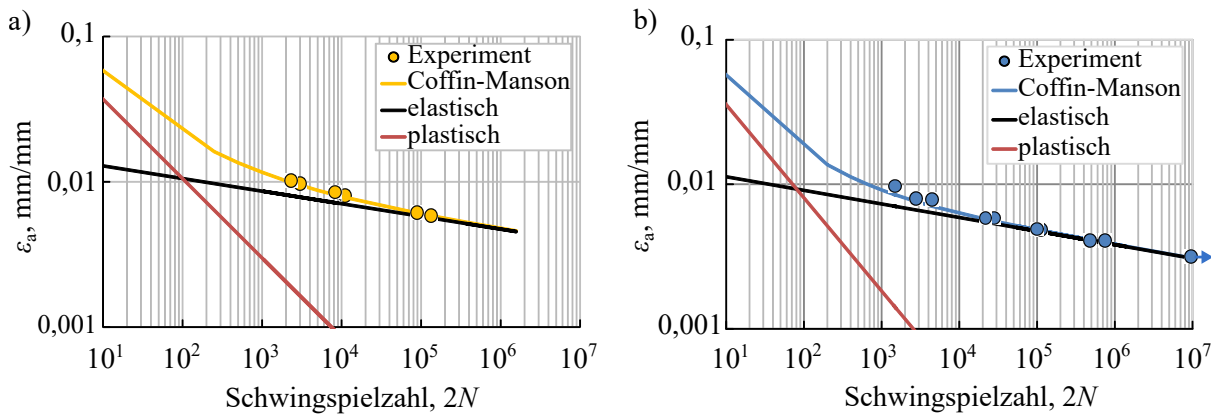 a)
0,1
0,01
0,001
εa, mm/mm
Experiment
Coffin-Manson
elastisch
plastisch
10¹ 10² 10³ 10⁴ 10⁵ 10⁶ 10⁷
Schwingspielzahl, 2N
b)
0,1
0,01
0,001
εa, mm/mm
Experiment
Coffin-Manson
elastisch
plastisch
10¹ 10² 10³ 10⁴ 10⁵ 10⁶ 10⁷
Schwingspielzahl, 2N